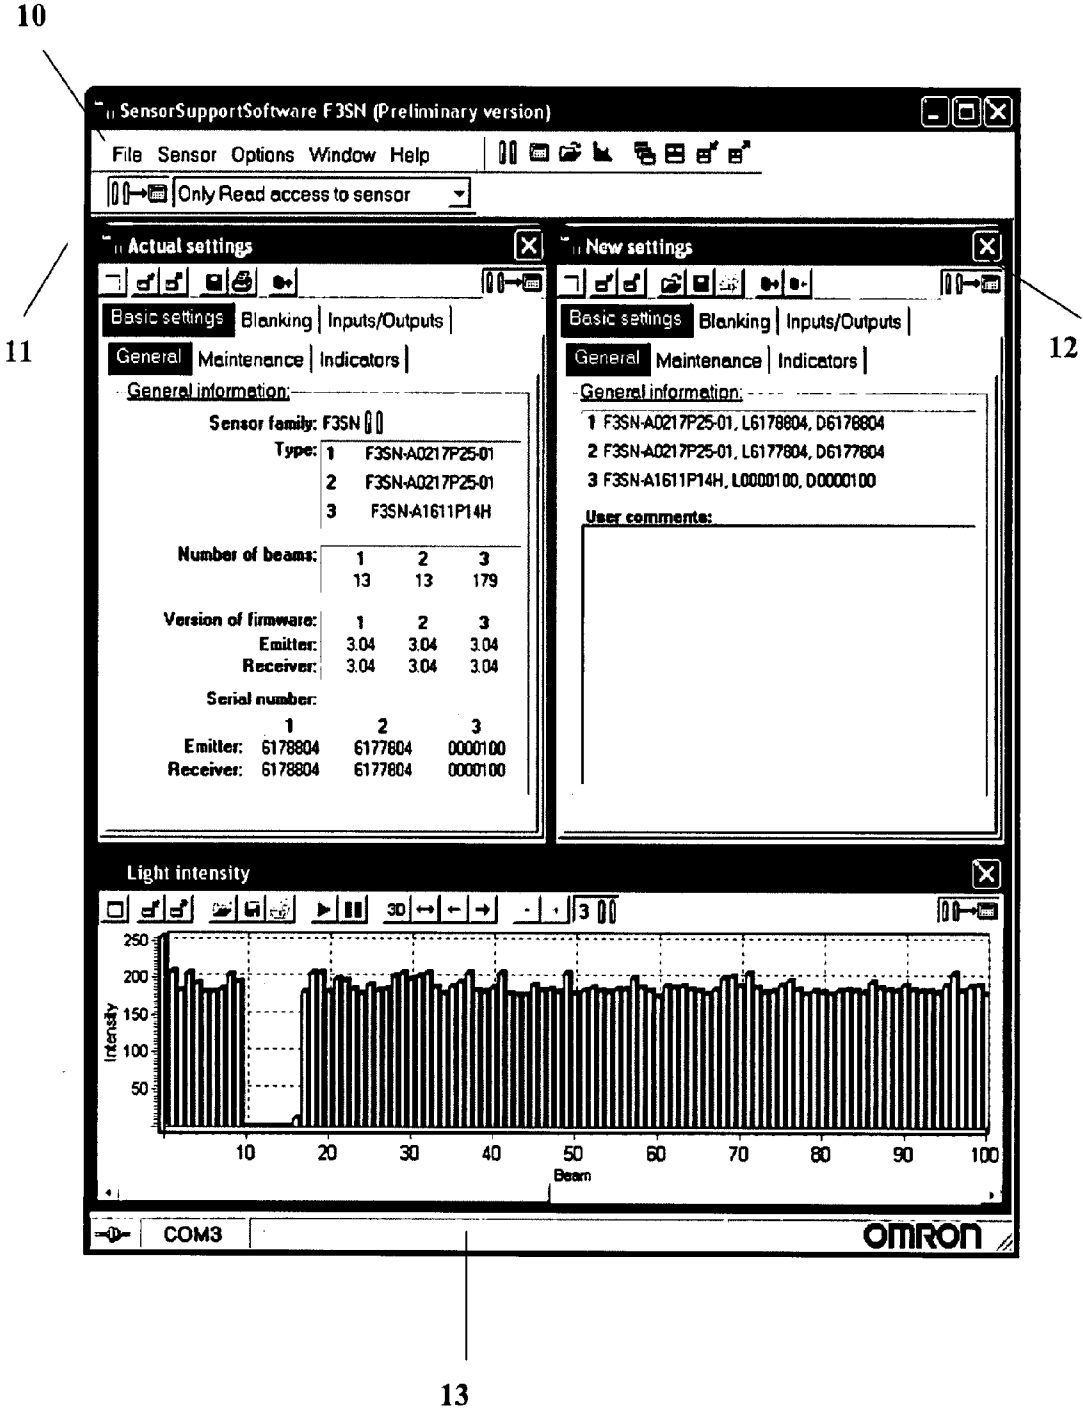 10
SensorSupportSoftware F3SN (Preliminary version)
File Sensor Options Window Help
Only Read access to sensor
Actual settings
New settings
Basic settings Blanking Inputs/Outputs
Basic settings Blanking Inputs/Outputs
11
12
General Maintenance Indicators
General Maintenance Indicators
General information:
Sensor family: F3SN
Type: 1 F3SN-A0217P25-01
2 F3SN-A0217P25-01
3 F3SN-A1611P14H
Number of beams: 1 2 3
13 13 179
Version of firmware: 1 2 3
Emitter: 3.04 3.04 3.04
Receiver: 3.04 3.04 3.04
Serial number:
1 2 3
Emitter: 6178804 6177804 0000100
Receiver: 6178804 6177804 0000100
General information:
1 F3SN-A0217P25-01, L6178804, D6178804
2 F3SN-A0217P25-01, L6177804, D6177804
3 F3SN-A1611P14H, L0000100, D0000100
User comments:
Light intensity
3D - + 3
250
200
150
100
50
Intensity
10 20 30 40 50 60 70 80 90 100
Beam
COM3
OMRON
13